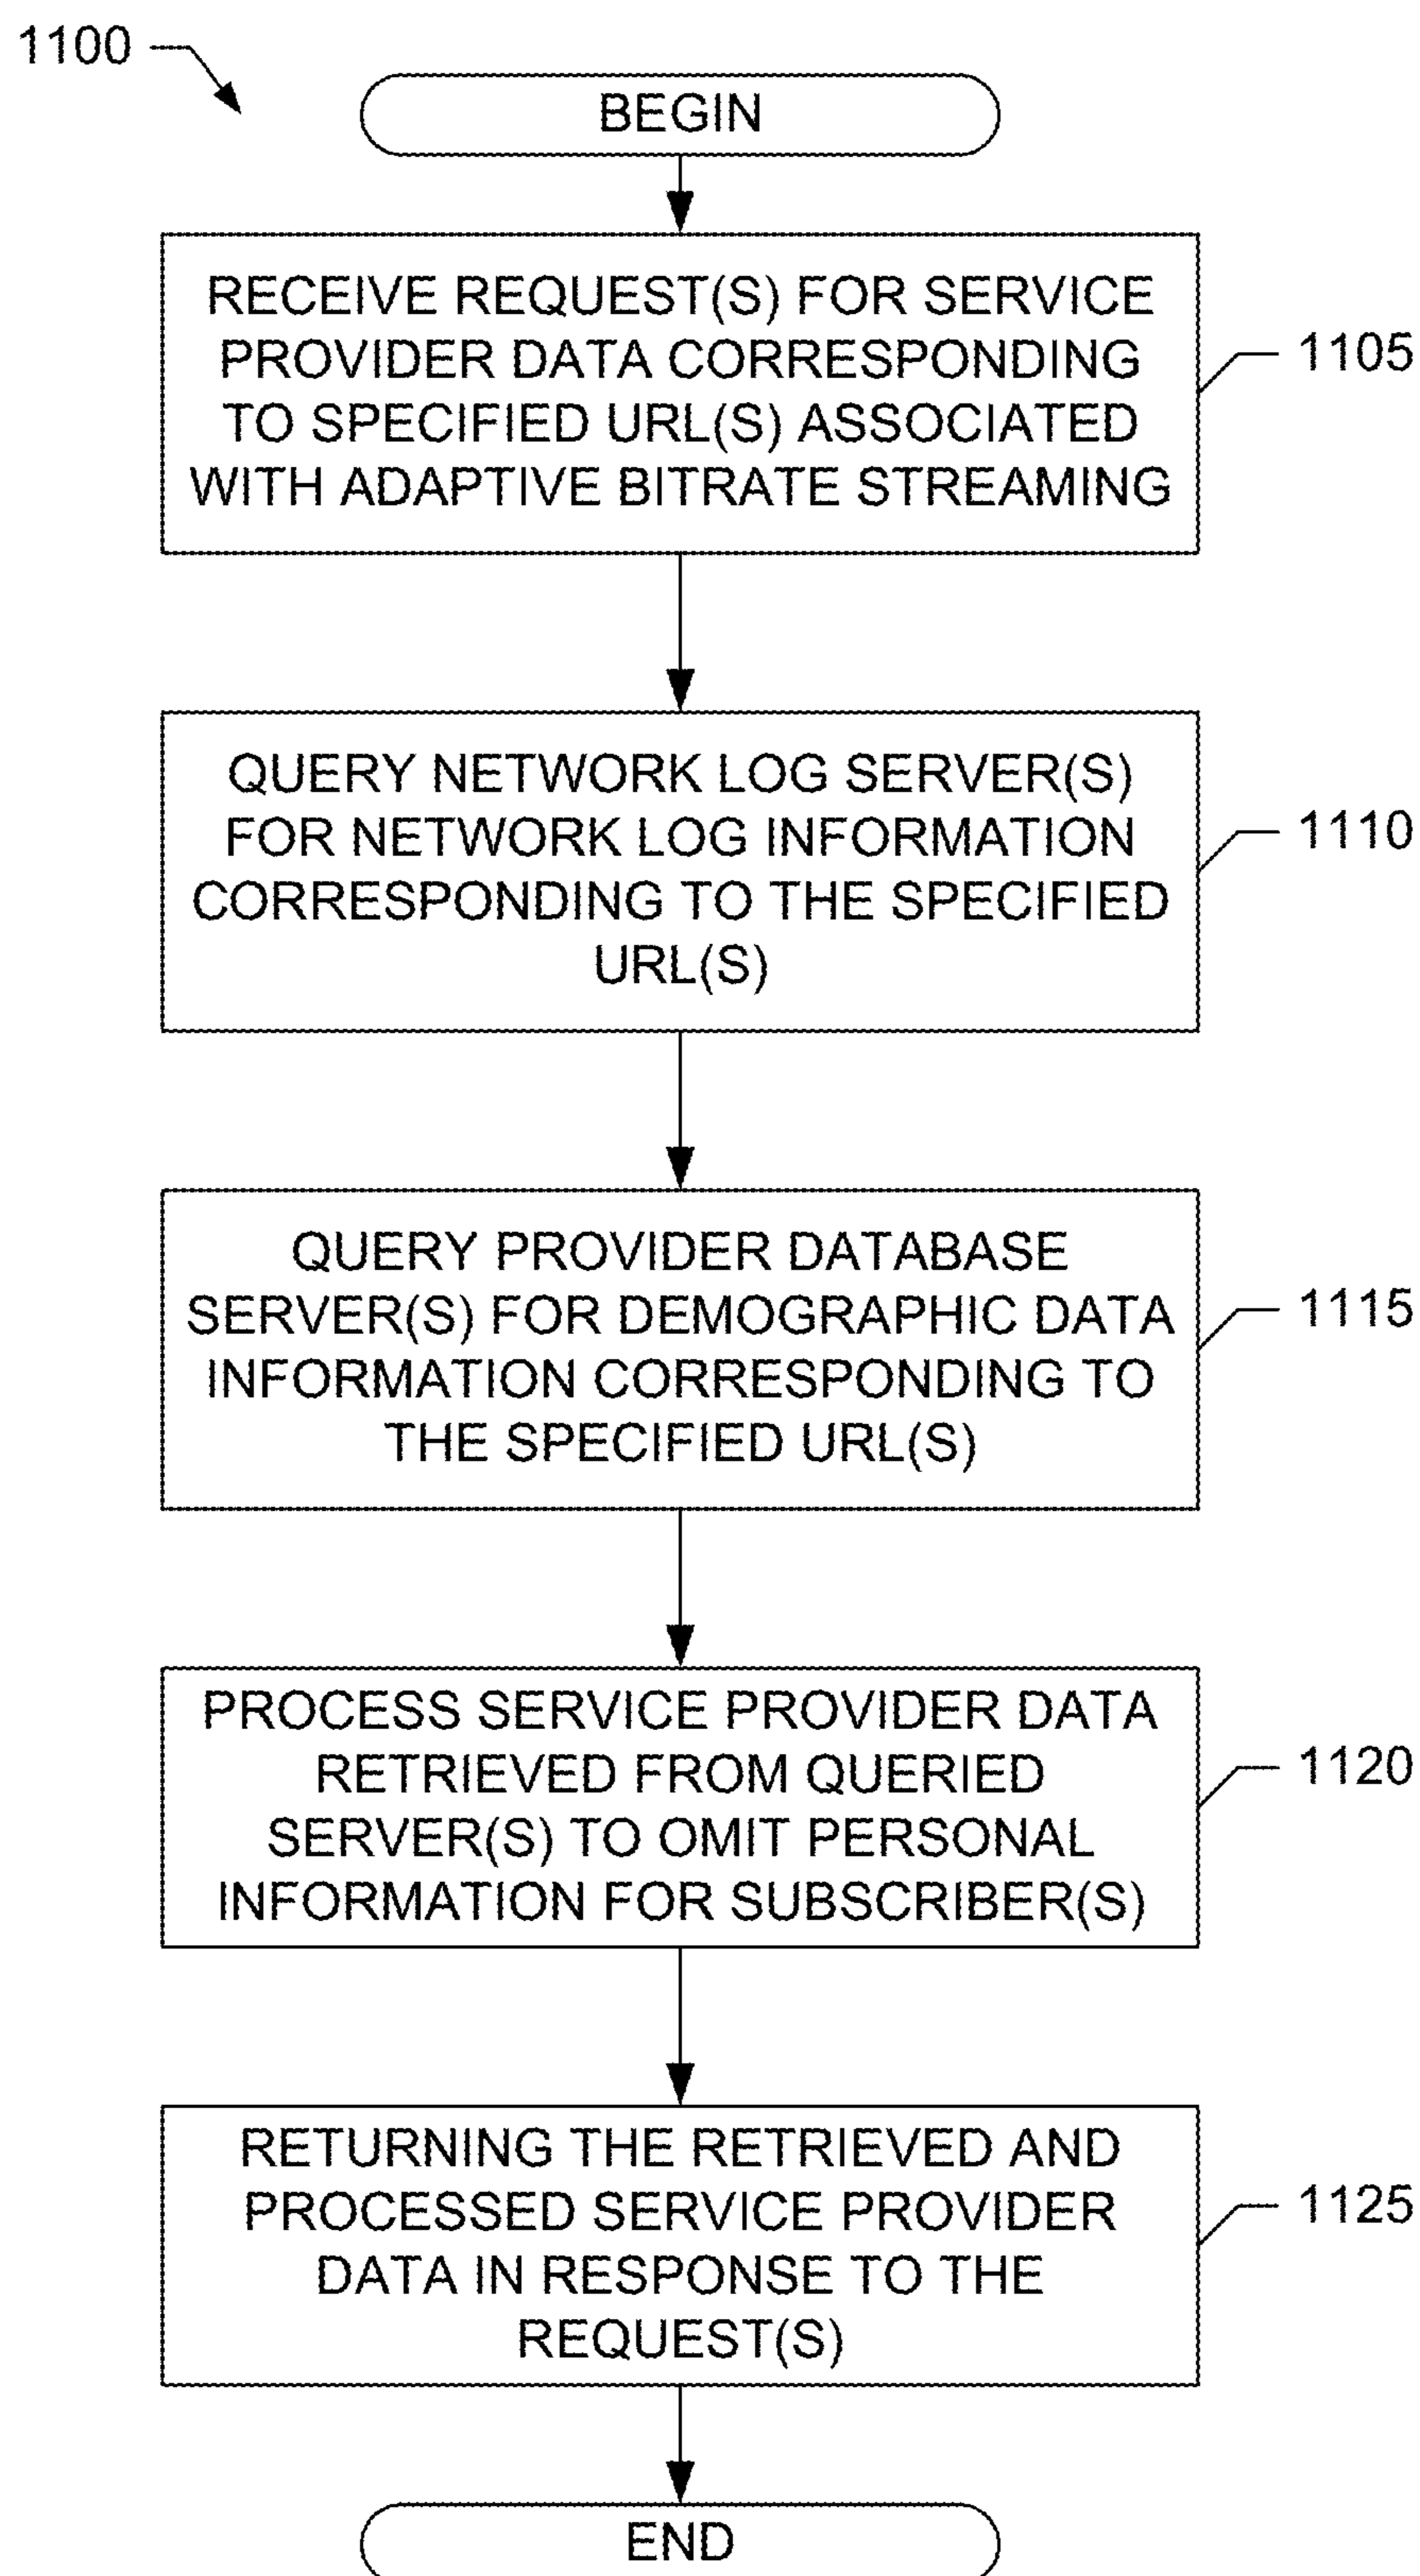 1100
BEGIN
RECEIVE REQUEST(S) FOR SERVICE
PROVIDER DATA CORRESPONDING
TO SPECIFIED URL(S) ASSOCIATED
WITH ADAPTIVE BITRATE STREAMING
1105
QUERY NETWORK LOG SERVER(S)
FOR NETWORK LOG INFORMATION
CORRESPONDING TO THE SPECIFIED
URL(S)
1110
QUERY PROVIDER DATABASE
SERVER(S) FOR DEMOGRAPHIC DATA
INFORMATION CORRESPONDING TO
THE SPECIFIED URL(S)
1115
PROCESS SERVICE PROVIDER DATA
RETRIEVED FROM QUERIED
SERVER(S) TO OMIT PERSONAL
INFORMATION FOR SUBSCRIBER(S)
1120
RETURNING THE RETRIEVED AND
PROCESSED SERVICE PROVIDER
DATA IN RESPONSE TO THE
REQUEST(S)
1125
END